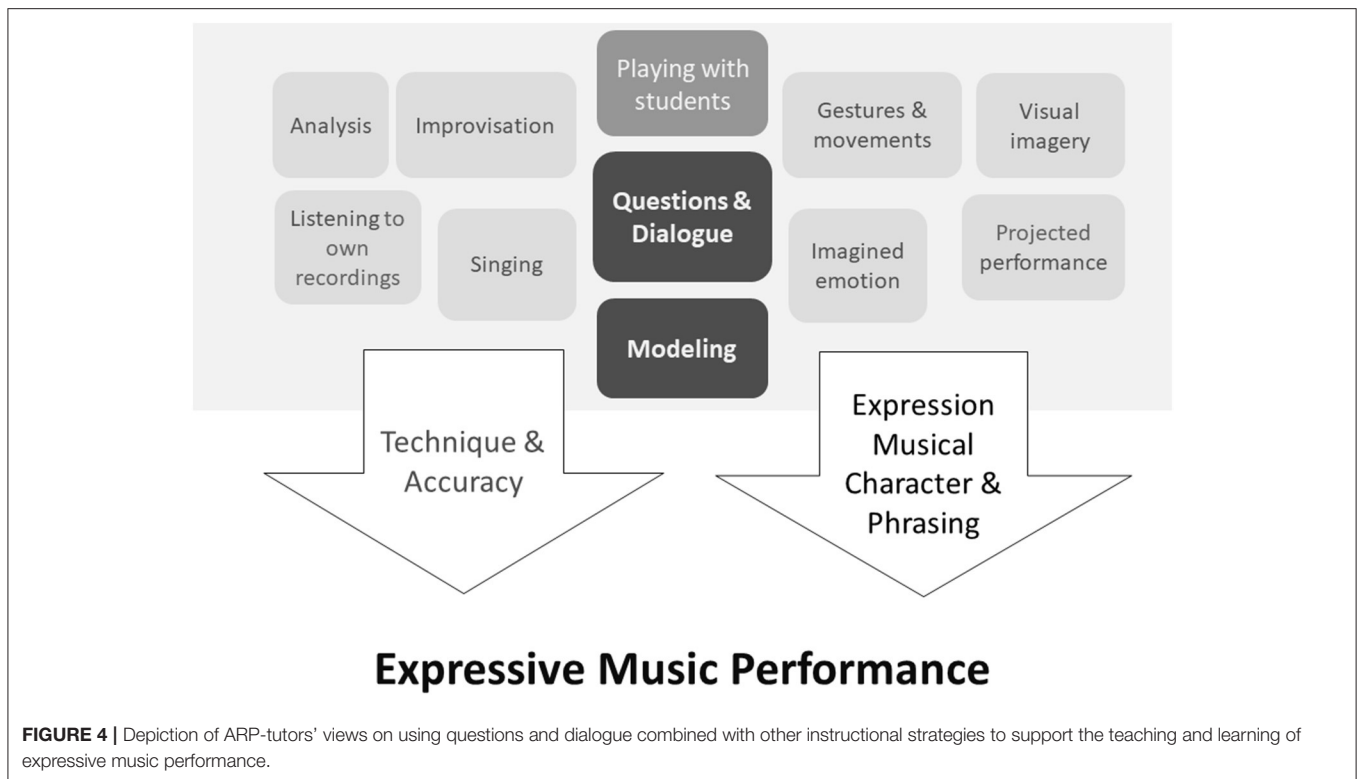 Playing with
students
Analysis
Improvisation
Gestures &
movements
Visual
imagery
Questions &
Dialogue
Listening to
own
recordings
Singing
Imagined
emotion
Projected
performance
Modeling
Technique &
Accuracy
Expression
Musical
Character &
Phrasing
Expressive Music Performance
FIGURE 4 | Depiction of ARP-tutors’ views on using questions and dialogue combined with other instructional strategies to support the teaching and learning of
expressive music performance.